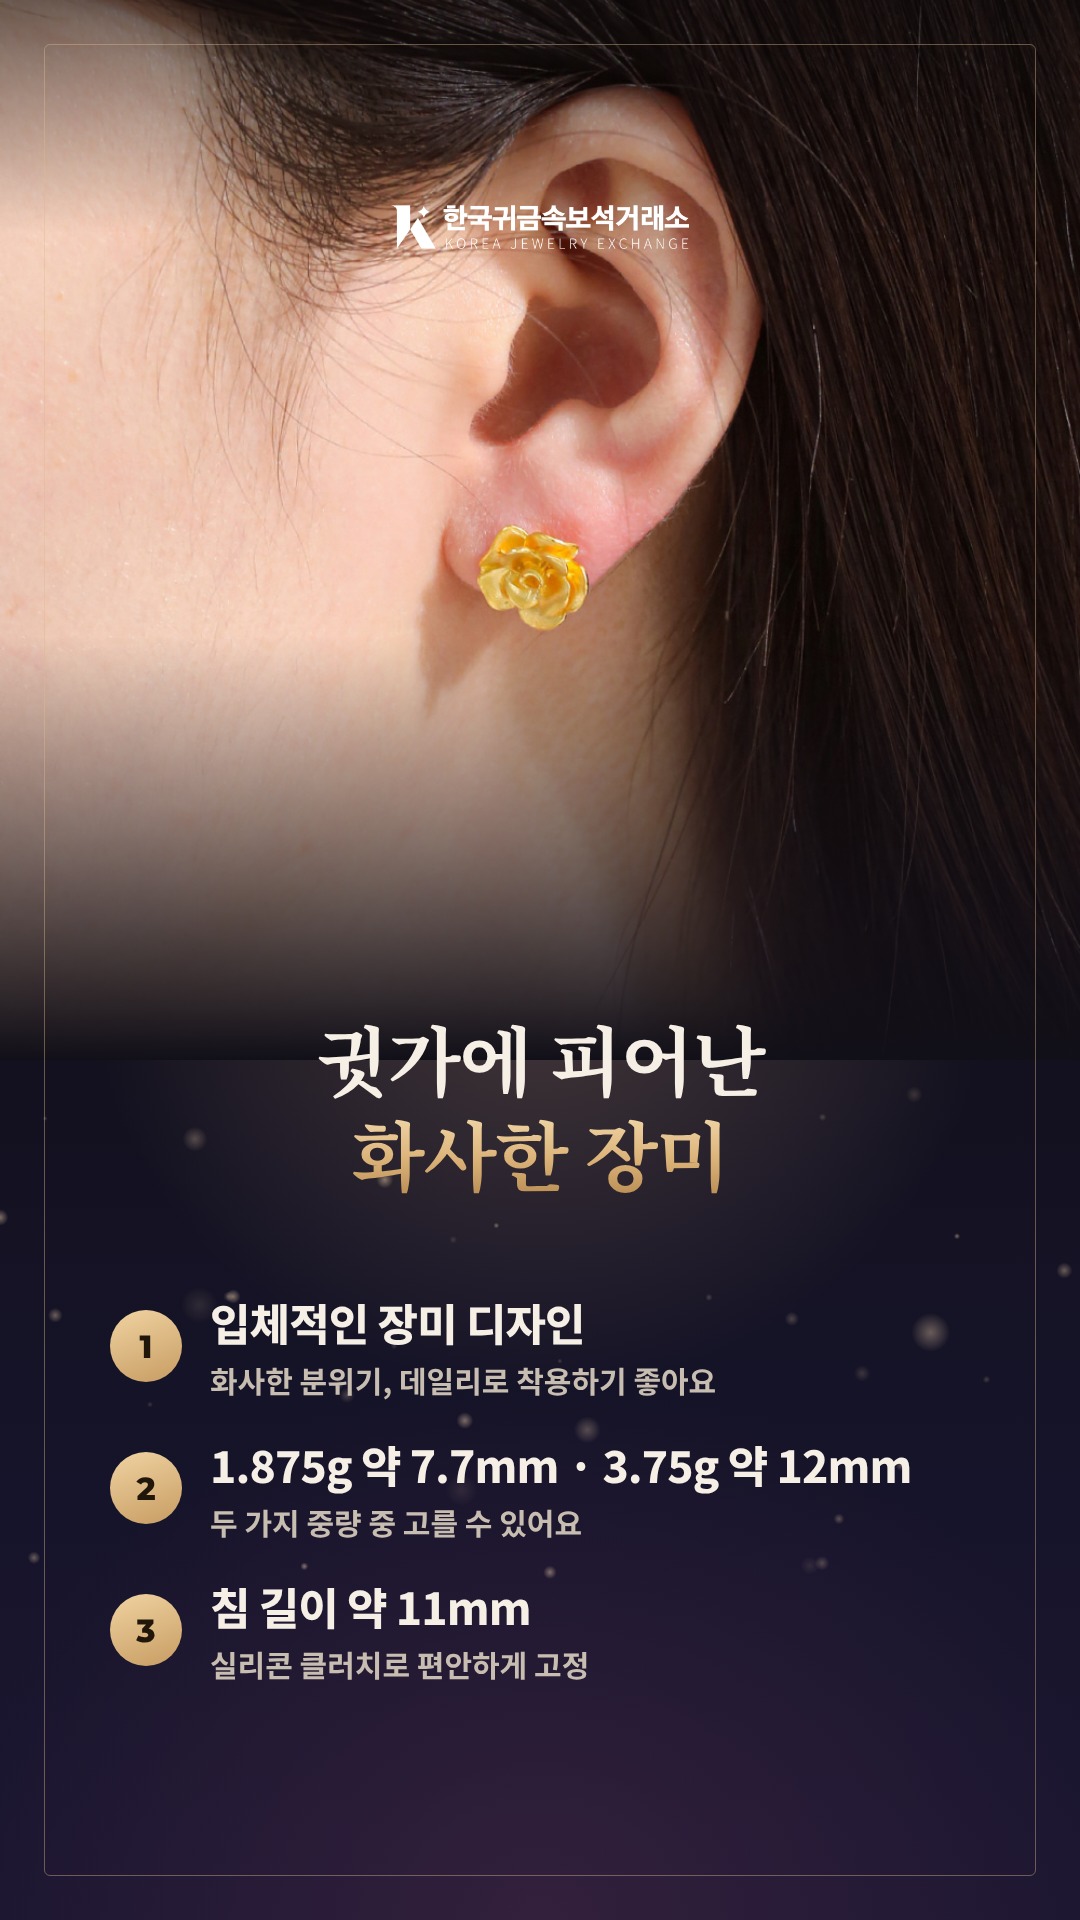 한국귀금속보석거래소
KOREA JEWELRY EXCHANGE
귓가에 피어난
화사한 장미
1
입체적인 장미 디자인
화사한 분위기, 데일리로 착용하기 좋아요
2
1.875g 약 7.7mm · 3.75g 약 12mm
두 가지 중량 중 고를 수 있어요
3
침 길이 약 11mm
실리콘 클러치로 편안하게 고정